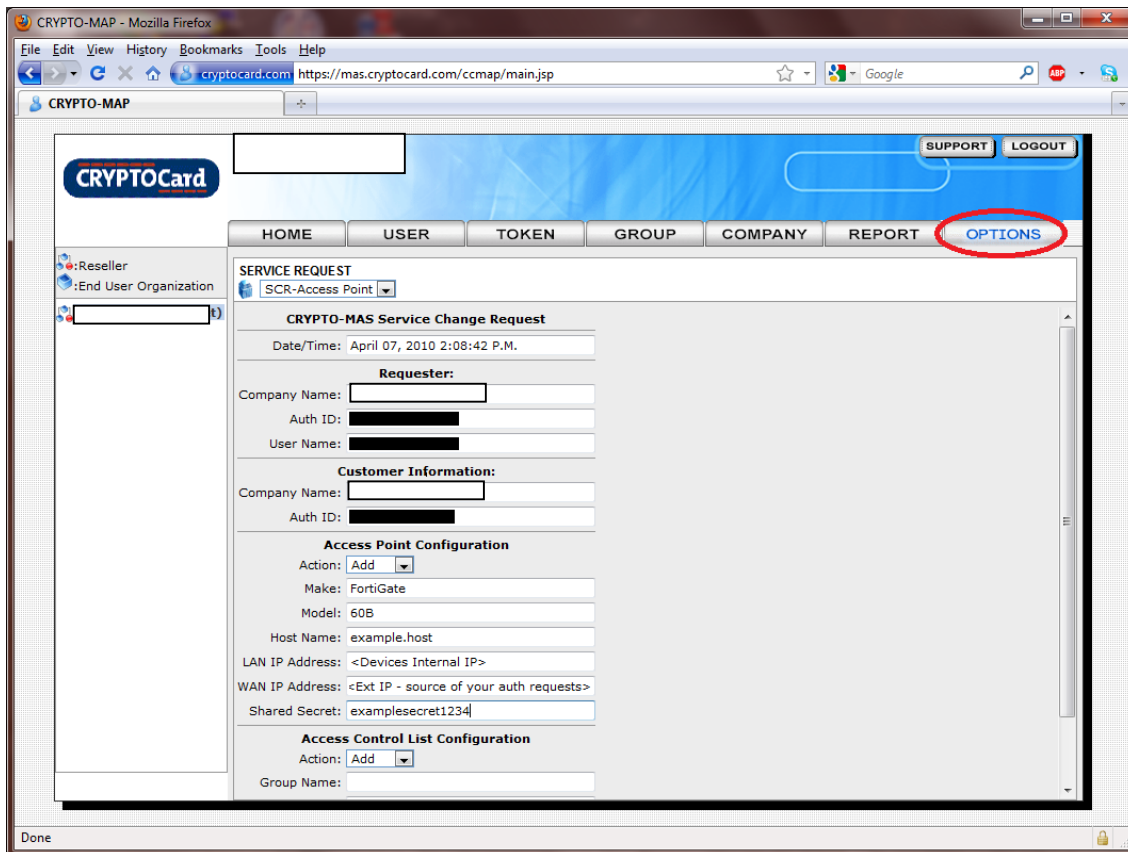 CRYPTO-MAP - Mozilla Firefox
File Edit View History Bookmarks Tools Help
cryptocard.com https://mas.cryptocard.com/ccmap/main.jsp Google ABP
CRYPTO-MAP
SUPPORT LOGOUT
CRYPTOCard
HOME USER TOKEN GROUP COMPANY REPORT OPTIONS
:Reseller
:End User Organization
t)
SERVICE REQUEST
SCR-Access Point
CRYPTO-MAS Service Change Request
Date/Time: April 07, 2010 2:08:42 P.M.
Requester:
Company Name:
Auth ID:
User Name:
Customer Information:
Company Name:
Auth ID:
Access Point Configuration
Action: Add
Make: FortiGate
Model: 60B
Host Name: example.host
LAN IP Address: <Devices Internal IP>
WAN IP Address: <Ext IP - source of your auth requests>
Shared Secret: examplesecret1234
Access Control List Configuration
Action: Add
Group Name:
Done